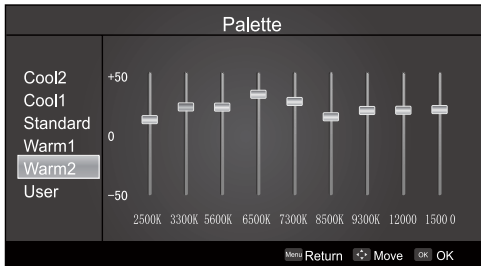 Palette
Cool2
Cool1
Standard
Warm1
Warm2
User
+50
0
-50
2500K 3300K 5600K 6500K 7300K 8500K 9300K 12000 1500 0
Menu Return Move OK OK